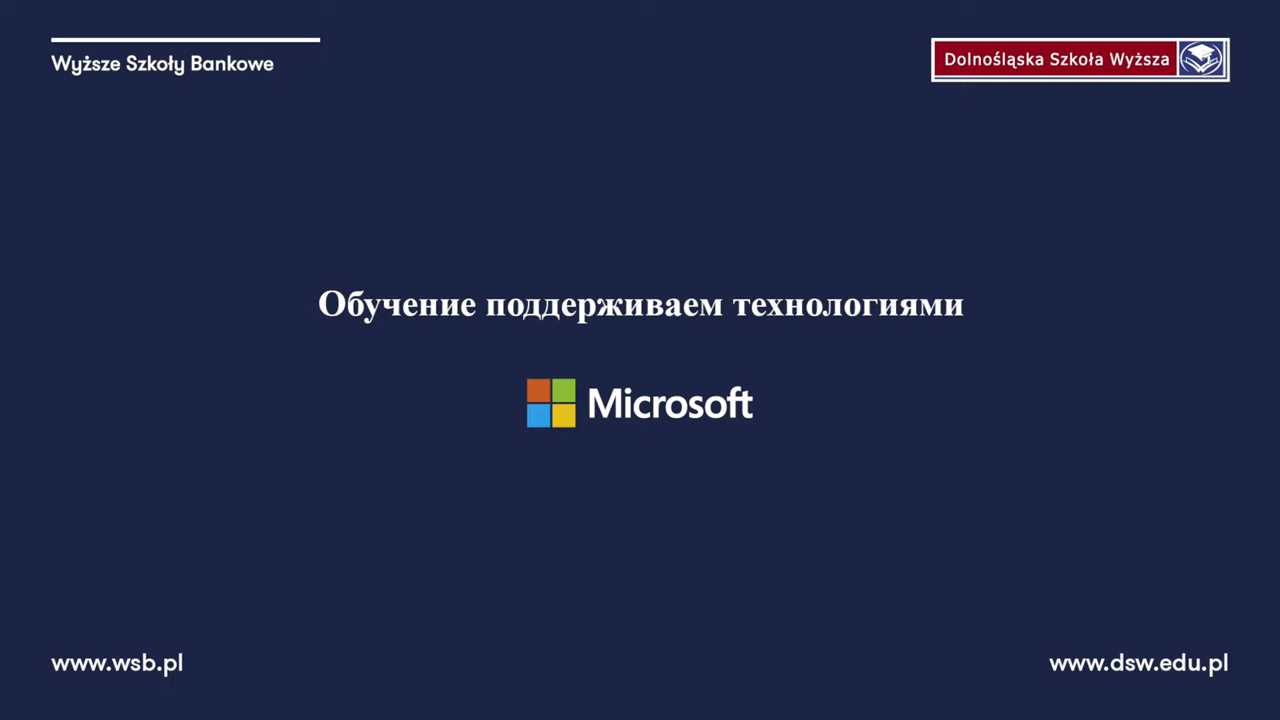 Wyższe Szkoły Bankowe
Dolnośląska Szkoła Wyższa
Обучение поддерживаем технологиями
Microsoft
www.wsb.pl
www.dsw.edu.pl